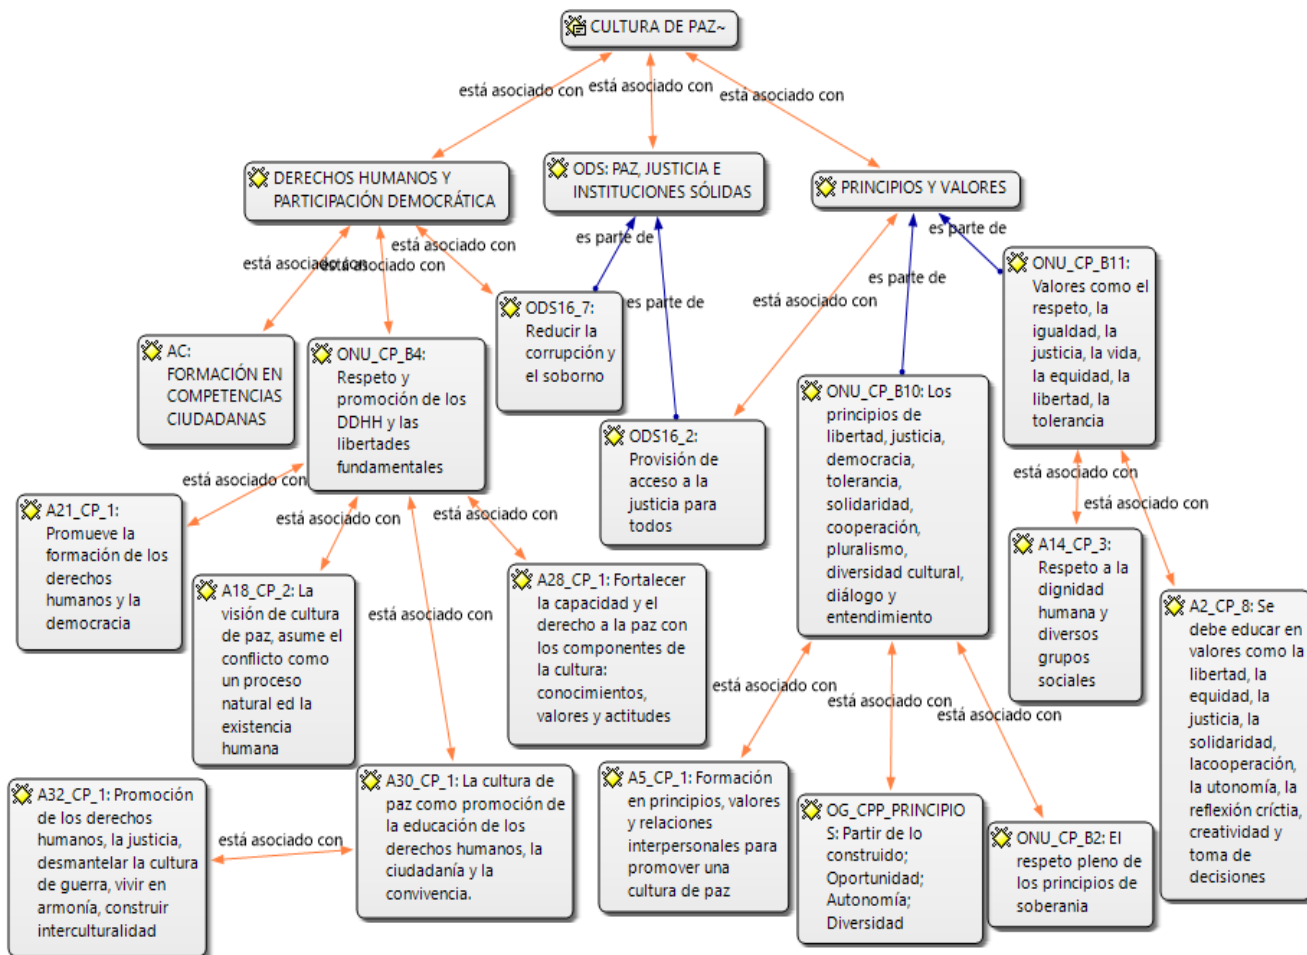 CULTURA DE PAZ~
está asociado con
está asociado con
está asociado con
DERECHOS HUMANOS Y
PARTICIPACIÓN DEMOCRÁTICA
ODS: PAZ, JUSTICIA E
INSTITUCIONES SÓLIDAS
PRINCIPIOS Y VALORES
está asociado con
está asociado con
está asociado con
es parte de
es parte de
es parte de
es parte de
está asociado con
AC:
FORMACIÓN EN
COMPETENCIAS
CIUDADANAS
ONU_CP_B4:
Respeto y
promoción de los
DDHH y las
libertades
fundamentales
ODS16_7:
Reducir la
corrupción y
el soborno
ODS16_2:
Provisión de
acceso a la
justicia para
todos
ONU_CP_B10: Los
principios de
libertad, justicia,
democracia,
tolerancia,
solidaridad,
cooperación,
pluralismo,
diversidad cultural,
diálogo y
entendimiento
ONU_CP_B11:
Valores como el
respeto, la
igualdad, la
justicia, la vida,
la equidad, la
libertad, la
tolerancia
está asociado con
está asociado con
está asociado con
está asociado con
está asociado con
está asociado con
A21_CP_1:
Promueve la
formación de los
derechos
humanos y la
democracia
A18_CP_2: La
visión de cultura
de paz, asume el
conflicto como
un proceso
natural ed la
existencia
humana
A28_CP_1: Fortalecer
la capacidad y el
derecho a la paz con
los componentes de
la cultura:
conocimientos,
valores y actitudes
A14_CP_3:
Respeto a la
dignidad
humana y
diversos
grupos
sociales
A2_CP_8: Se
debe educar en
valores como la
libertad, la
equidad, la
justicia, la
solidaridad,
lacooperación,
la utonomía, la
reflexión críctia,
creatividad y
toma de
decisiones
está asociado con
está asociado con
está asociado con
A32_CP_1: Promoción
de los derechos
humanos, la justicia,
desmantelar la cultura
de guerra, vivir en
armonía, construir
interculturalidad
está asociado con
A30_CP_1: La cultura de
paz como promoción de
la educación de los
derechos humanos, la
ciudadanía y la
convivencia.
A5_CP_1: Formación
en principios, valores
y relaciones
interpersonales para
promover una
cultura de paz
OG_CPP_PRINCIPIO
S: Partir de lo
construido;
Oportunidad;
Autonomía;
Diversidad
ONU_CP_B2: El
respeto pleno de
los principios de
soberania